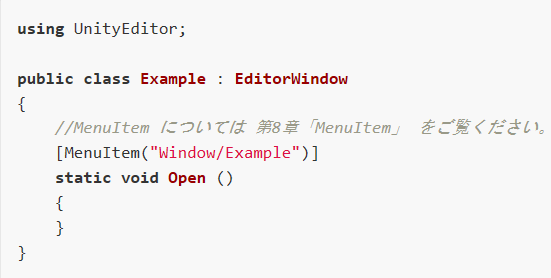 using UnityEditor;
public class Example : EditorWindow
{
//MenuItem については 第8章「MenuItem」 をご覧ください。
[MenuItem("Window/Example")]
static void Open ()
{
}
}